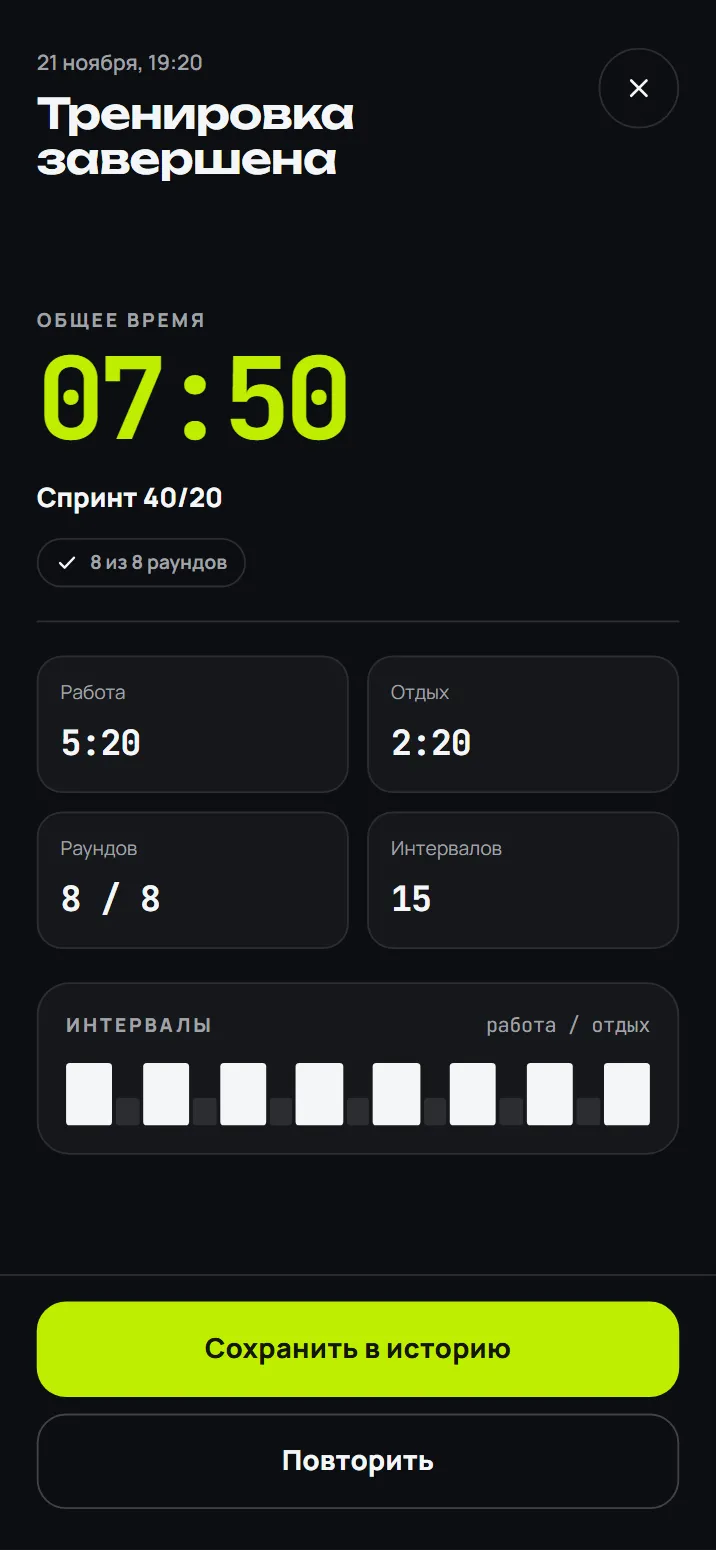 21 ноября, 19:20
Тренировка
завершена
ОБЩЕЕ ВРЕМЯ
07:50
Спринт 40/20
8 из 8 раундов
Работа
5:20
Отдых
2:20
Раундов
8 / 8
Интервалов
15
ИНТЕРВАЛЫ
работа / отдых
Сохранить в историю
Повторить